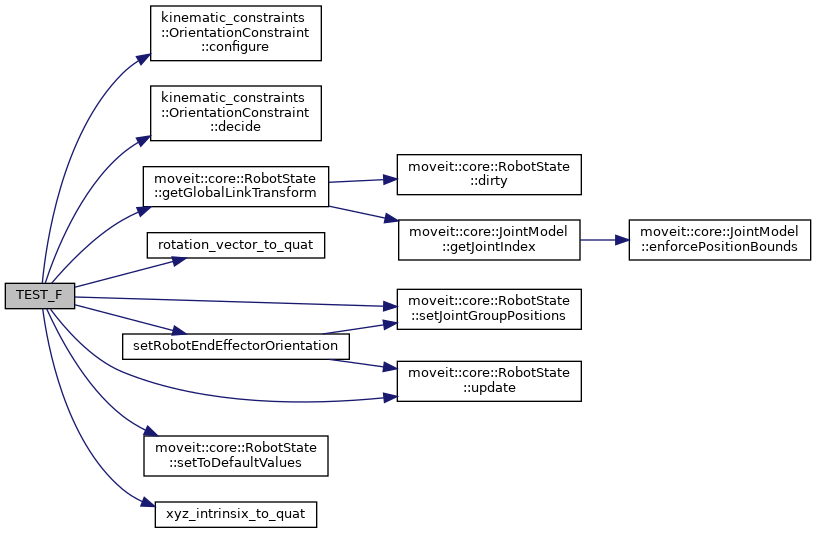 kinematic_constraints
::OrientationConstraint
::configure
kinematic_constraints
::OrientationConstraint
::decide
moveit::core::RobotState
::getGlobalLinkTransform
moveit::core::RobotState
::dirty
moveit::core::JointModel
::getJointIndex
moveit::core::JointModel
::enforcePositionBounds
rotation_vector_to_quat
TEST_F
moveit::core::RobotState
::setJointGroupPositions
setRobotEndEffectorOrientation
moveit::core::RobotState
::update
moveit::core::RobotState
::setToDefaultValues
xyz_intrinsix_to_quat